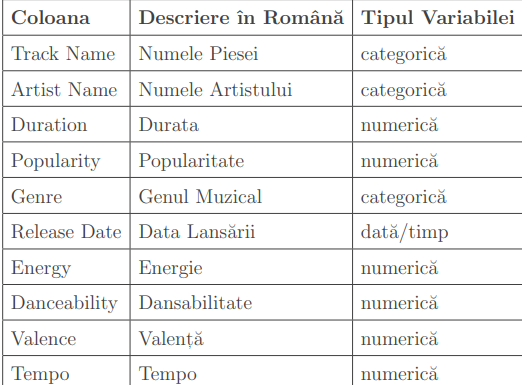 Coloana Descriere în Română Tipul Variabilei
Track Name Numele Piesei categorică
Artist Name Numele Artistului categorică
Duration Durata numerică
Popularity Popularitate numerică
Genre Genul Muzical categorică
Release Date Data Lansării dată/timp
Energy Energie numerică
Danceability Dansabilitate numerică
Valence Valență numerică
Tempo Tempo numerică